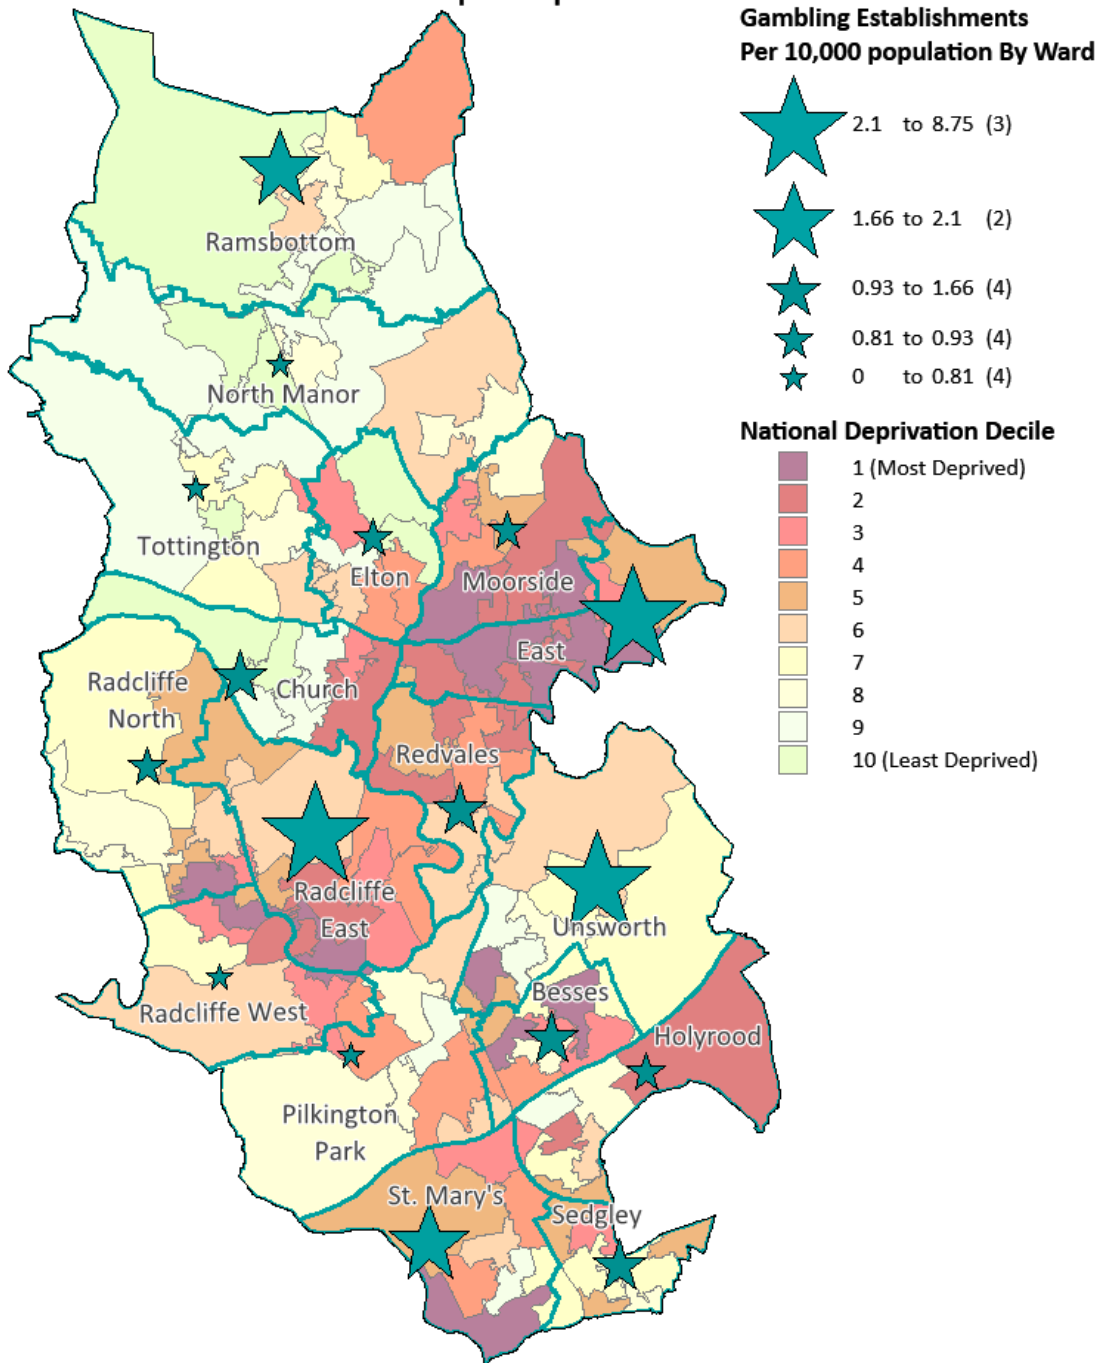 Gambling Establishments
Per 10,000 population By Ward
2.1 to 8.75 (3)
1.66 to 2.1 (2)
0.93 to 1.66 (4)
0.81 to 0.93 (4)
0 to 0.81 (4)
National Deprivation Decile
1 (Most Deprived)
2
3
4
5
6
7
8
9
10 (Least Deprived)
Ramsbottom
North Manor
Tottington
Elton
Moorside
East
Church
Radcliffe
North
Redvales
Radcliffe
East
Unsworth
Besses
Radcliffe West
Holyrood
Pilkington
Park
St. Mary's
Sedgley